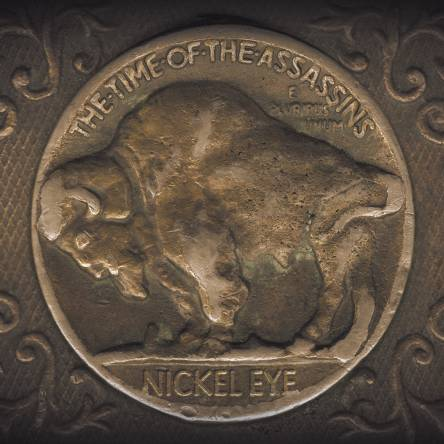 THE·TIME·OF·THE·ASSASSINS
E
PLURIBUS
UNUM
NICKEL EYE